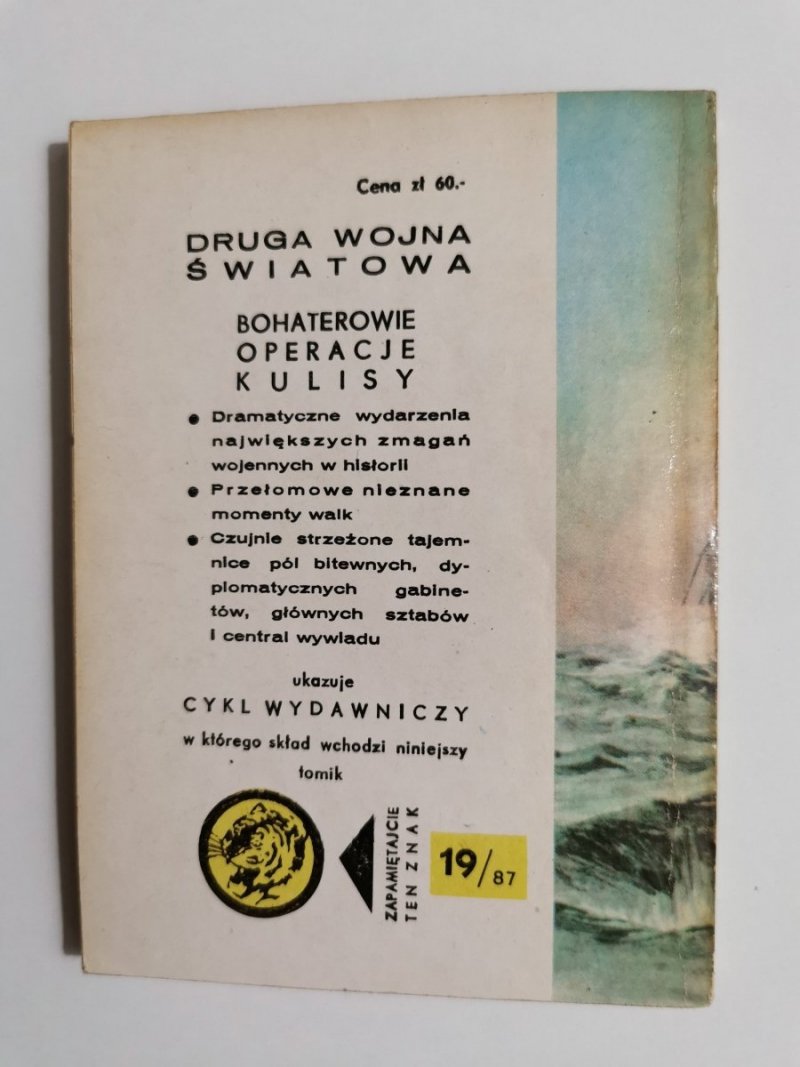 Cena zł 60.-
DRUGA WOJNA
ŚWIATOWA
BOHATEROWIE
OPERACJE
KULISY
● Dramatyczne wydarzenia
największych zmagań
wojennych w historii
● Przełomowe nieznane
momenty walk
● Czujnie strzeżone tajem-
nice pól bitewnych, dy-
plomatycznych gabine-
tów, głównych sztabów
i central wywiadu
ukazuje
CYKL WYDAWNICZY
w którego skład wchodzi niniejszy
tomik
ZAPAMIĘTAJCIE
TEN ZNAK
19/87